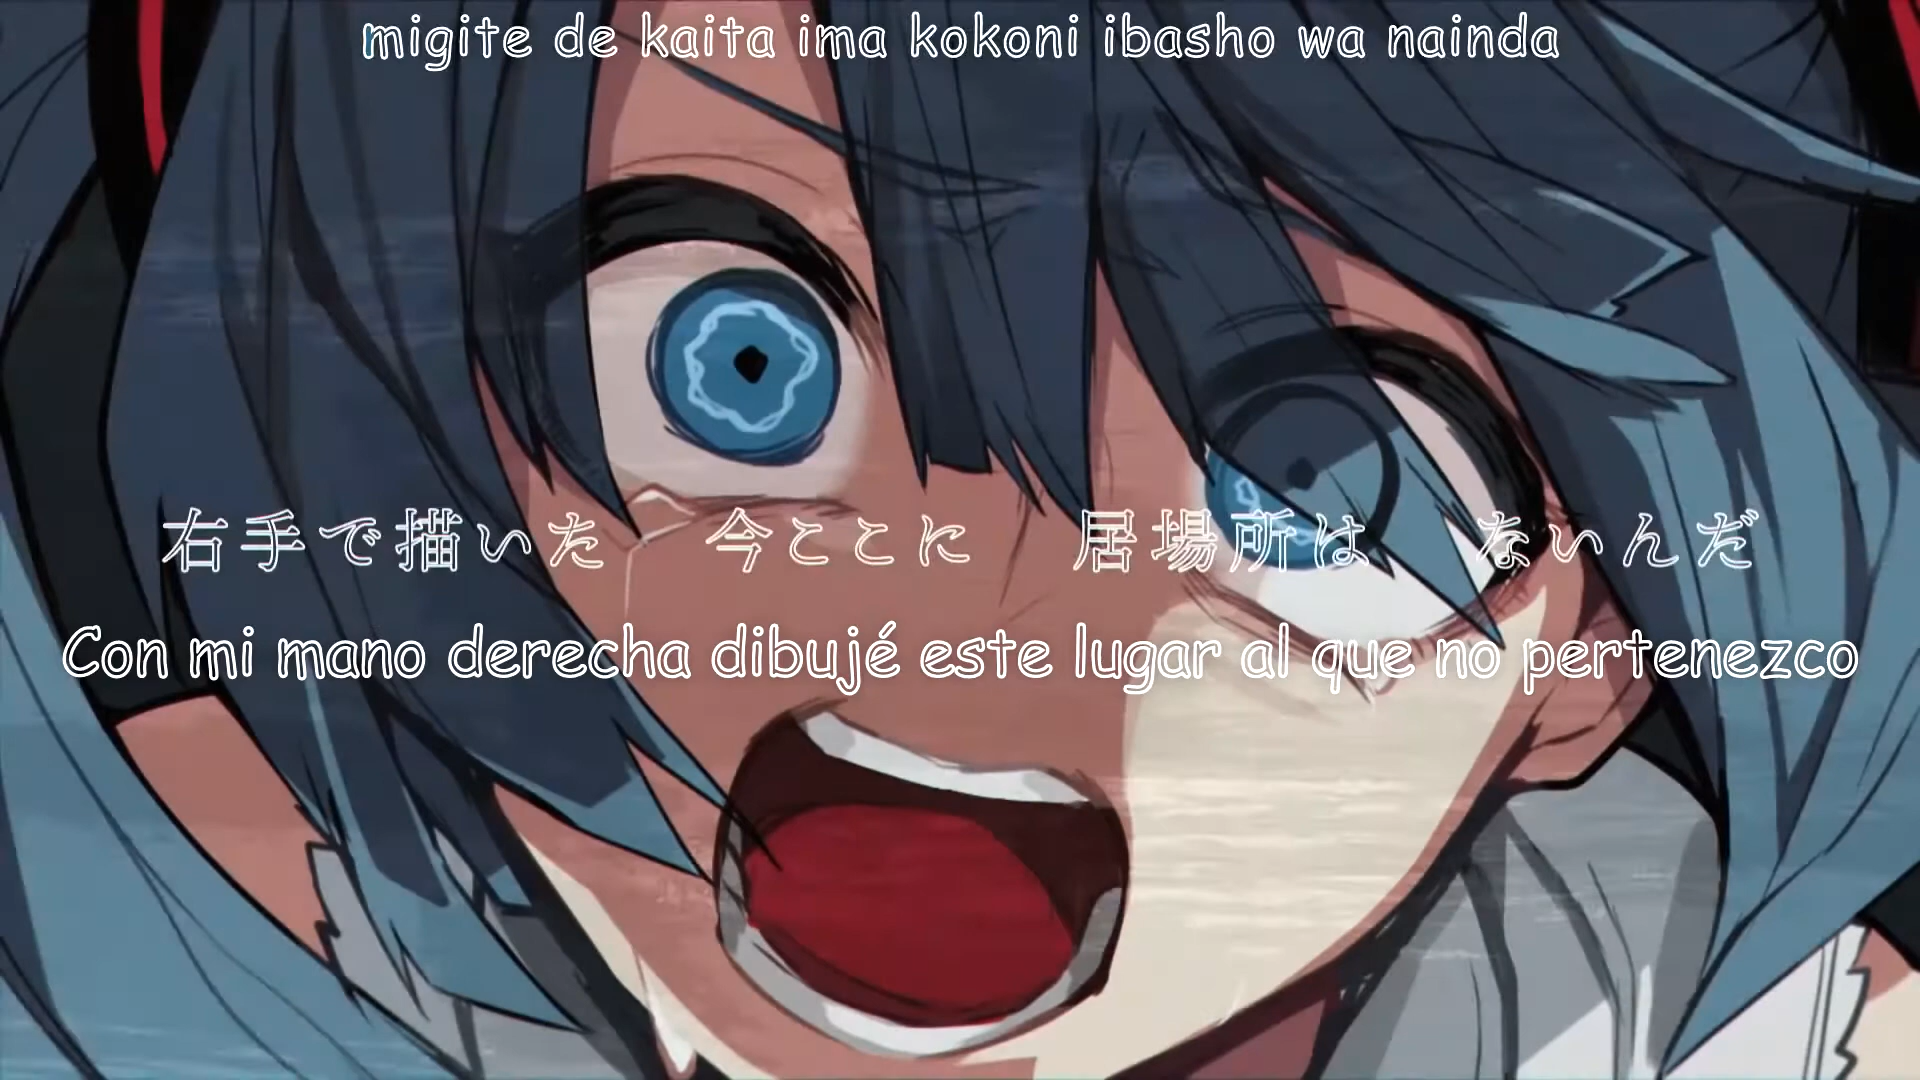 migite de kaita ima kokoni ibasho wa nainda
右手で描いた 今ここに 居場所は ないんだ
Con mi mano derecha dibujé este lugar al que no pertenezco